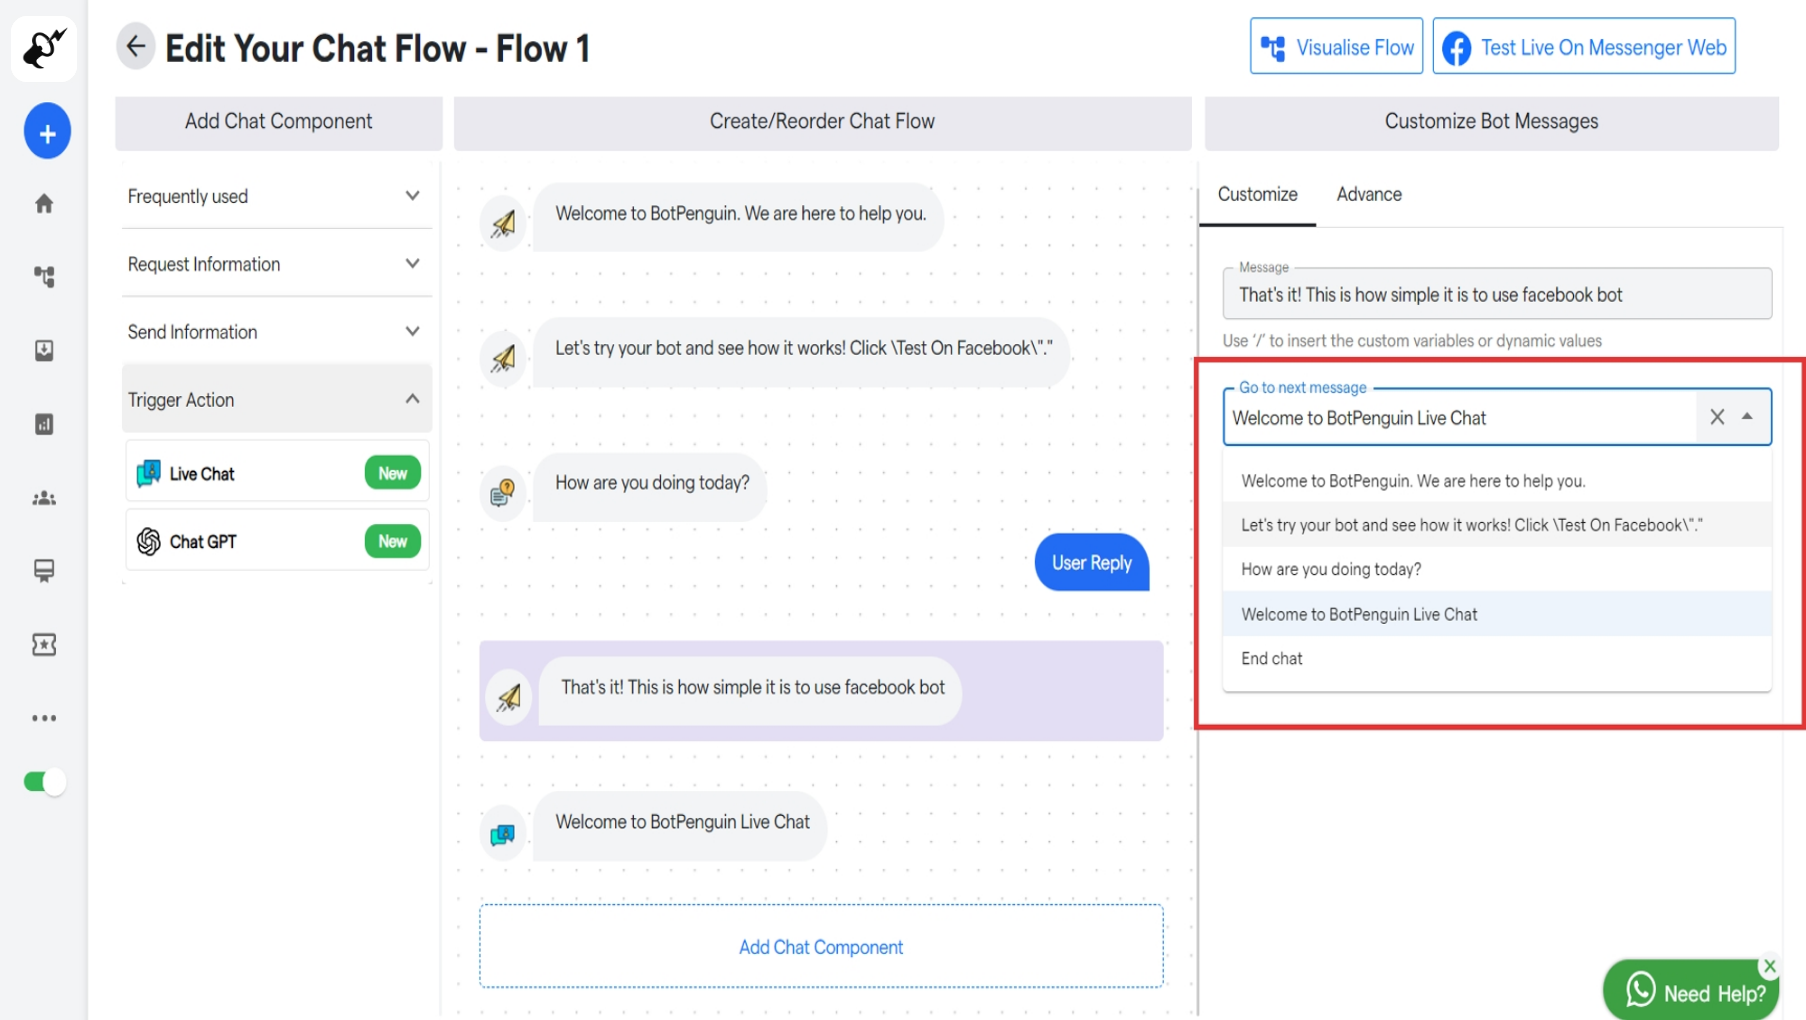 Edit Your Chat Flow - Flow 1
Visualise Flow
Test Live On Messenger Web
Add Chat Component
Create/Reorder Chat Flow
Customize Bot Messages
Frequently used
Request Information
Send Information
Trigger Action
Live Chat
New
Chat GPT
New
Welcome to BotPenguin. We are here to help you.
Let's try your bot and see how it works! Click \Test On Facebook\"."
How are you doing today?
User Reply
That's it! This is how simple it is to use facebook bot
Welcome to BotPenguin Live Chat
Add Chat Component
Customize
Advance
Message
That's it! This is how simple it is to use facebook bot
Use '/' to insert the custom variables or dynamic values
Go to next message
Welcome to BotPenguin Live Chat
Welcome to BotPenguin. We are here to help you.
Let's try your bot and see how it works! Click \Test On Facebook\"."
How are you doing today?
Welcome to BotPenguin Live Chat
End chat
Need Help?